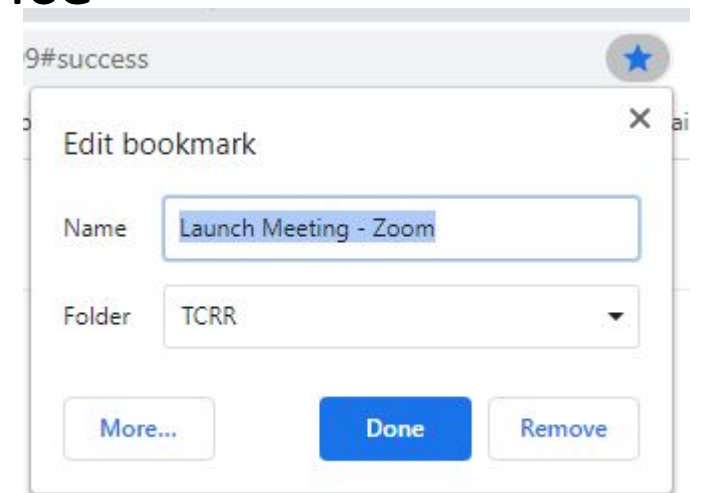 9#success
Edit bookmark
Name Launch Meeting - Zoom
Folder TCRR
More... Done Remove